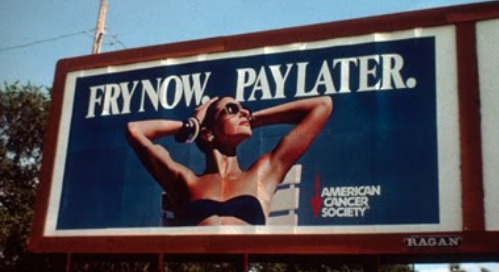 FRY NOW. PAY LATER.
AMERICAN
CANCER
SOCIETY
RAGAN